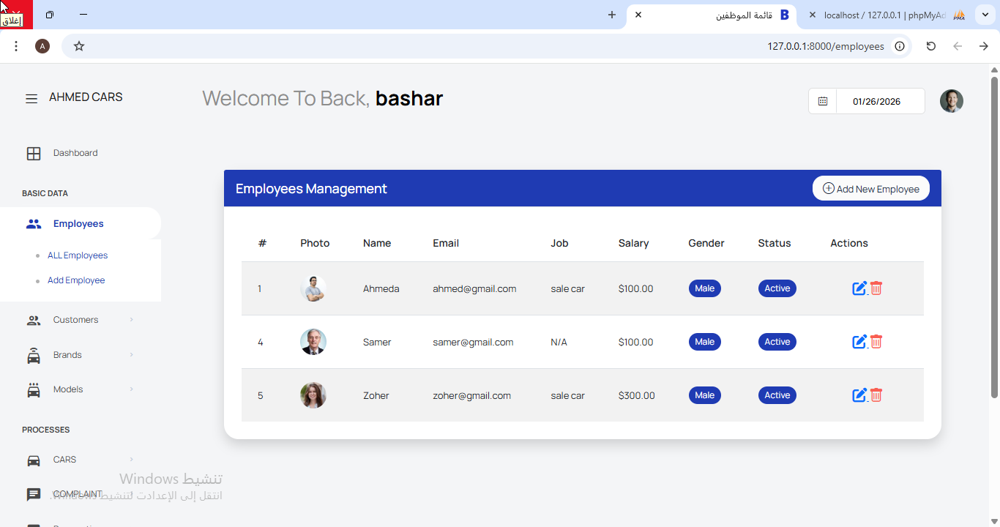 إغلاق
قائمة الموظفين
localhost / 127.0.0.1 | phpMyAd
PMA
A
127.0.0.1:8000/employees
AHMED CARS
Welcome To Back, bashar
01/26/2026
Dashboard
BASIC DATA
Employees
ALL Employees
Add Employee
Customers
Brands
Models
PROCESSES
CARS
COMPLAINT
Employees Management
Add New Employee
# Photo Name Email Job Salary Gender Status Actions
1 Ahmeda ahmed@gmail.com sale car $100.00 Male Active
4 Samer samer@gmail.com N/A $100.00 Male Active
5 Zoher zoher@gmail.com sale car $300.00 Male Active
تنشيط Windows
انتقل إلى الإعدادت لتنشيط Windows.